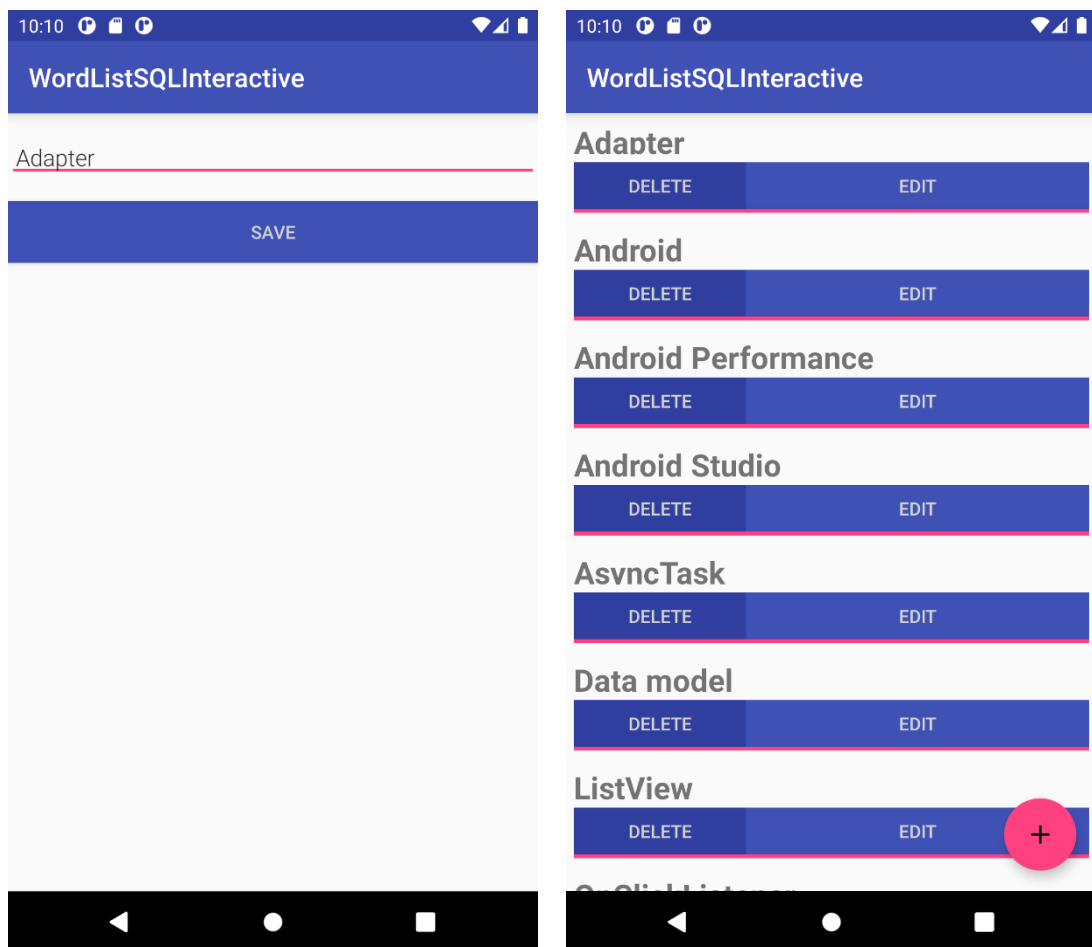 10:10
WordListSQLInteractive
Adapter
SAVE
10:10
WordListSQLInteractive
Adapter
DELETE EDIT
Android
DELETE EDIT
Android Performance
DELETE EDIT
Android Studio
DELETE EDIT
AsyncTask
DELETE EDIT
Data model
DELETE EDIT
ListView
DELETE EDIT
+
OnClickListener